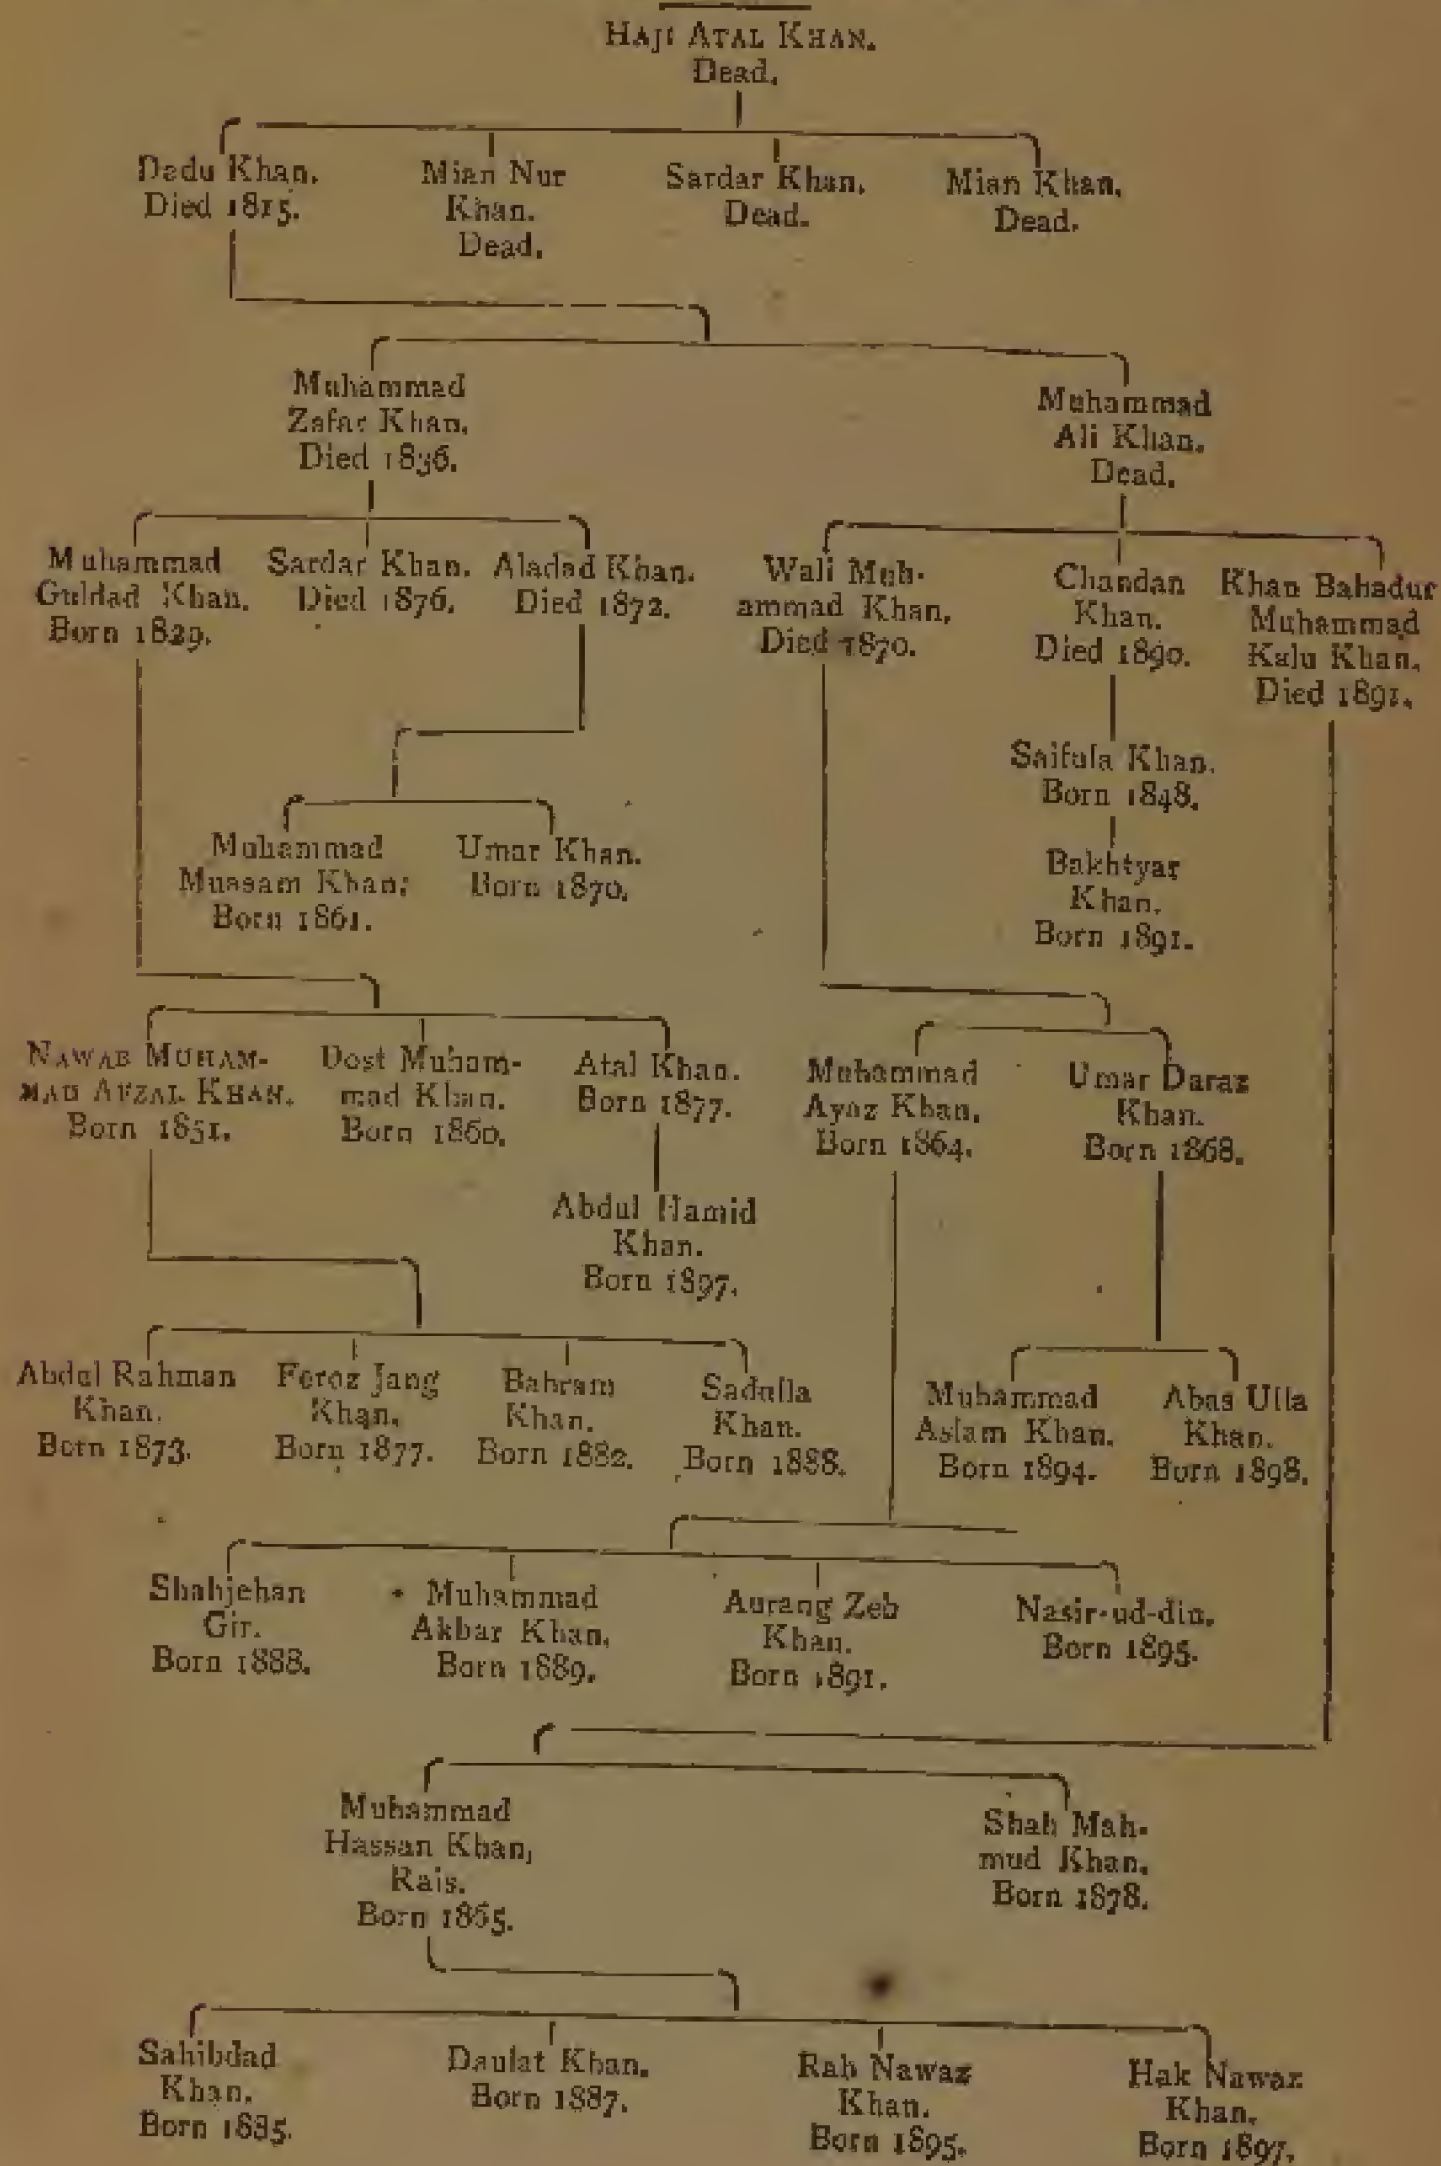 HAJI ATAL KHAN.
Dead.
Dadu Khan.
Died 1815.
Mian Nur
Khan.
Dead.
Sardar Khan.
Dead.
Mian Khan.
Dead.
Muhammad
Zafar Khan.
Died 1836.
Muhammad
Ali Khan.
Dead.
Muhammad
Guldad Khan.
Born 1829.
Sardar Khan.
Died 1876.
Aladad Khan.
Died 1872.
Wali Muh-
ammad Khan.
Died 1870.
Chandan
Khan.
Died 1890.
Khan Bahadur
Muhammad
Kalu Khan.
Died 1891.
Saifula Khan.
Born 1848.
Bakhtyar
Khan.
Born 1891.
Muhammad
Muasam Khan.
Born 1861.
Umar Khan.
Born 1870.
NAWAB MUHAM-
MAD AFZAL KHAN.
Born 1851.
Dost Muham-
mad Khan.
Born 1860.
Atal Khan.
Born 1877.
Muhammad
Ayaz Khan.
Born 1864.
Umar Daraz
Khan.
Born 1868.
Abdul Hamid
Khan.
Born 1897.
Abdul Rahman
Khan.
Born 1873.
Feroz Jang
Khan.
Born 1877.
Bahram
Khan.
Born 1882.
Sadulla
Khan.
Born 1888.
Muhammad
Aslam Khan.
Born 1894.
Abas Ulla
Khan.
Born 1898.
Shahjehan
Gir.
Born 1888.
Muhammad
Akbar Khan.
Born 1889.
Aurang Zeb
Khan.
Born 1891.
Nasir-ud-din.
Born 1895.
Muhammad
Hassan Khan,
Rais.
Born 1865.
Shah Mah-
mud Khan.
Born 1878.
Sahibdad
Khan.
Born 1885.
Daulat Khan.
Born 1887.
Rab Nawaz
Khan.
Born 1895.
Hak Nawaz
Khan.
Born 1897.